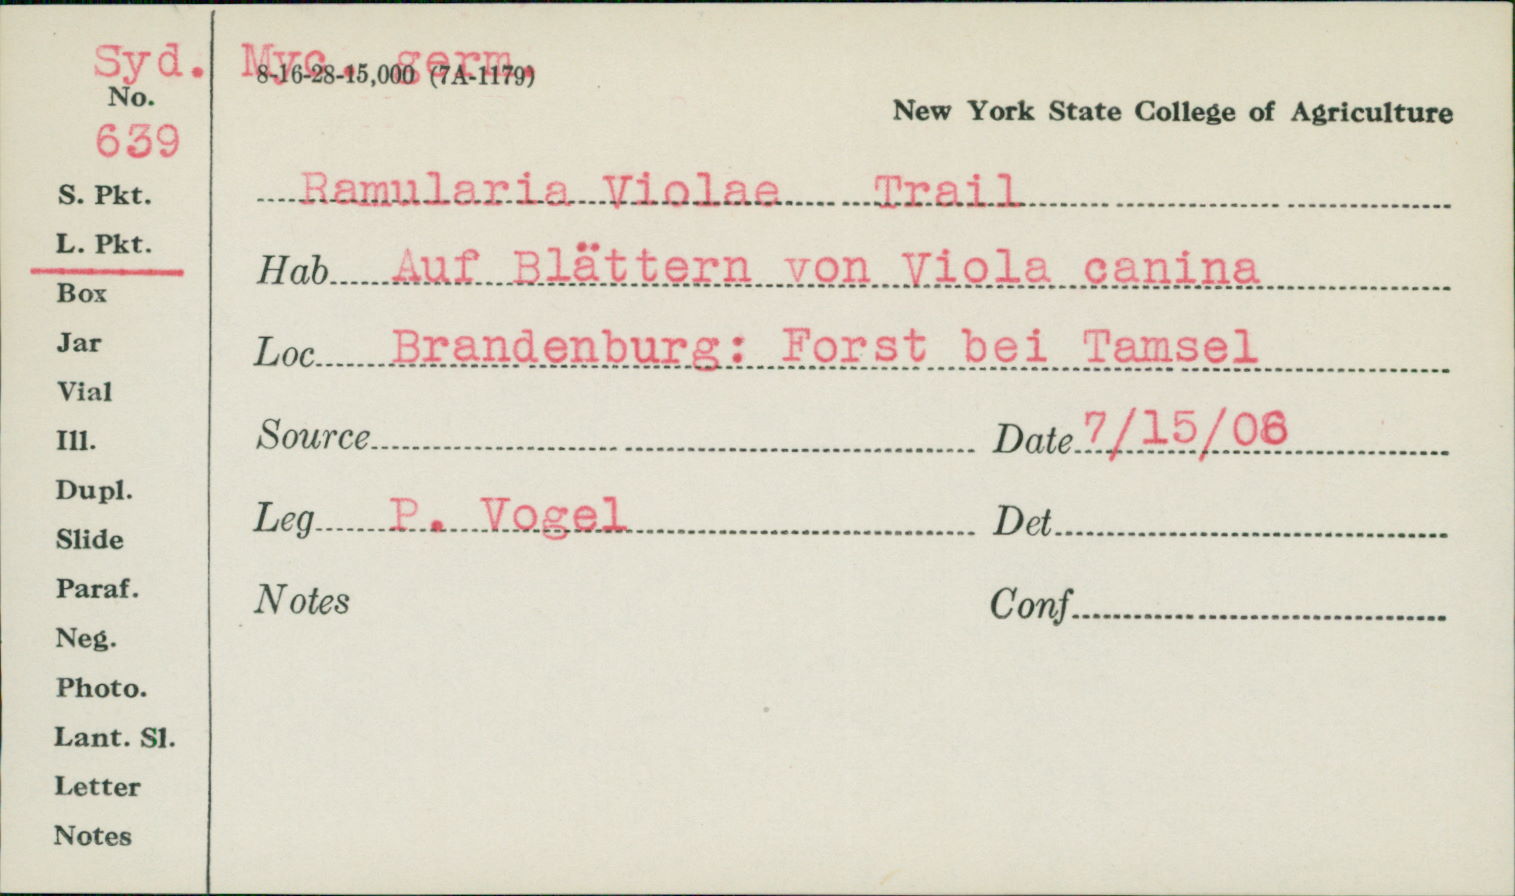 Syd. Myc. germ.
8-16-28-15,000 (7A-1179)
No.
639
New York State College of Agriculture
S. Pkt.
L. Pkt.
Box
Jar
Vial
Ill.
Dupl.
Slide
Paraf.
Neg.
Photo.
Lant. Sl.
Letter
Notes
Ramularia Violae Trail
Hab. Auf Blättern von Viola canina
Loc. Brandenburg: Forst bei Tamsel
Source
Date 7/15/06
Leg. P. Vogel
Det.
Notes
Conf.